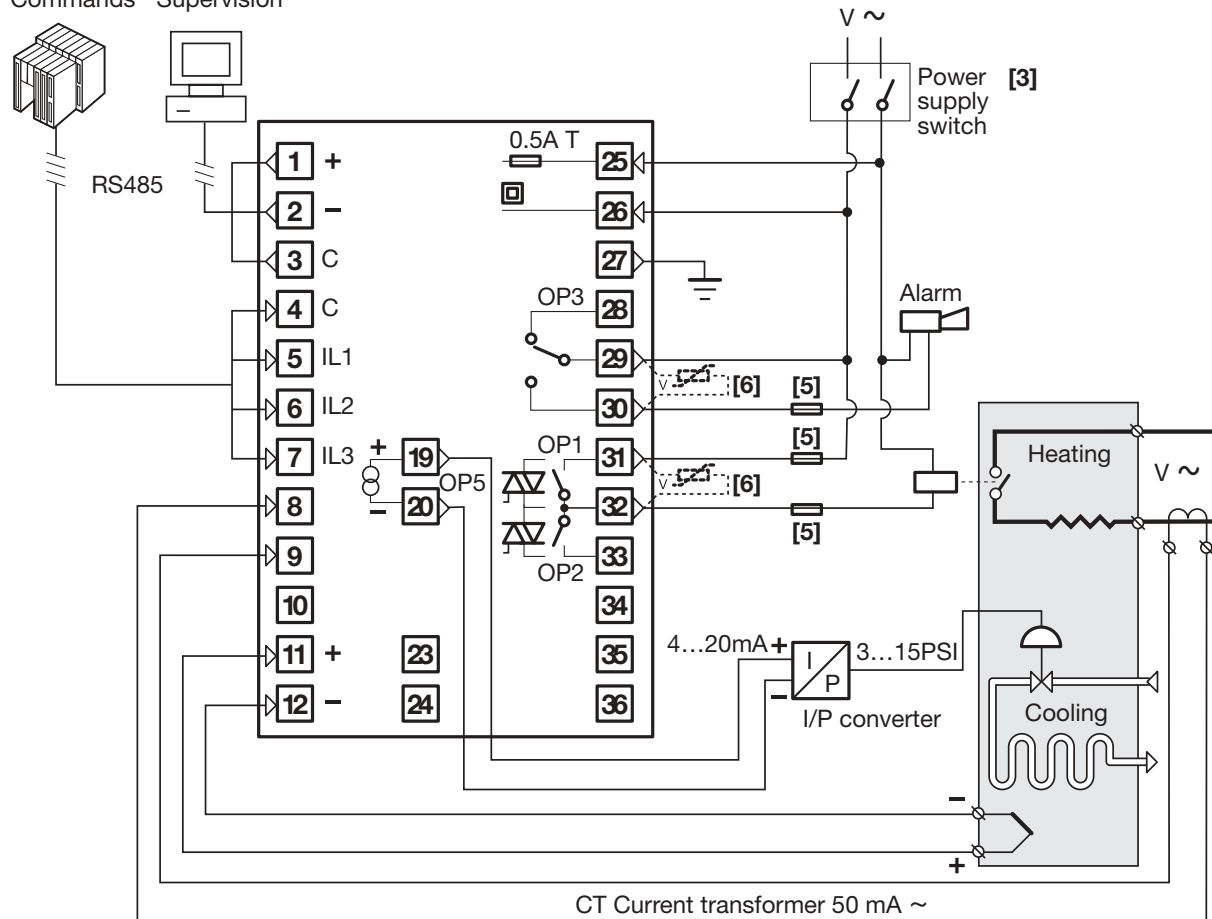 Commands Supervision
V ~
Power supply switch
[3]
RS485
0.5A T
1 +
2 −
3 C
4 C
5 IL1
6 IL2
7 IL3
8
9
10
11 +
12 −
+ 19
− 20
OP5
23
24
25
26
27
OP3
28
29
30
OP1
31
32
OP2
33
34
35
36
Alarm
V
[6]
[5]
[5]
V
[6]
[5]
Heating
V ~
4...20mA +
−
I
P
3...15PSI
I/P converter
Cooling
−
+
CT Current transformer 50 mA ~